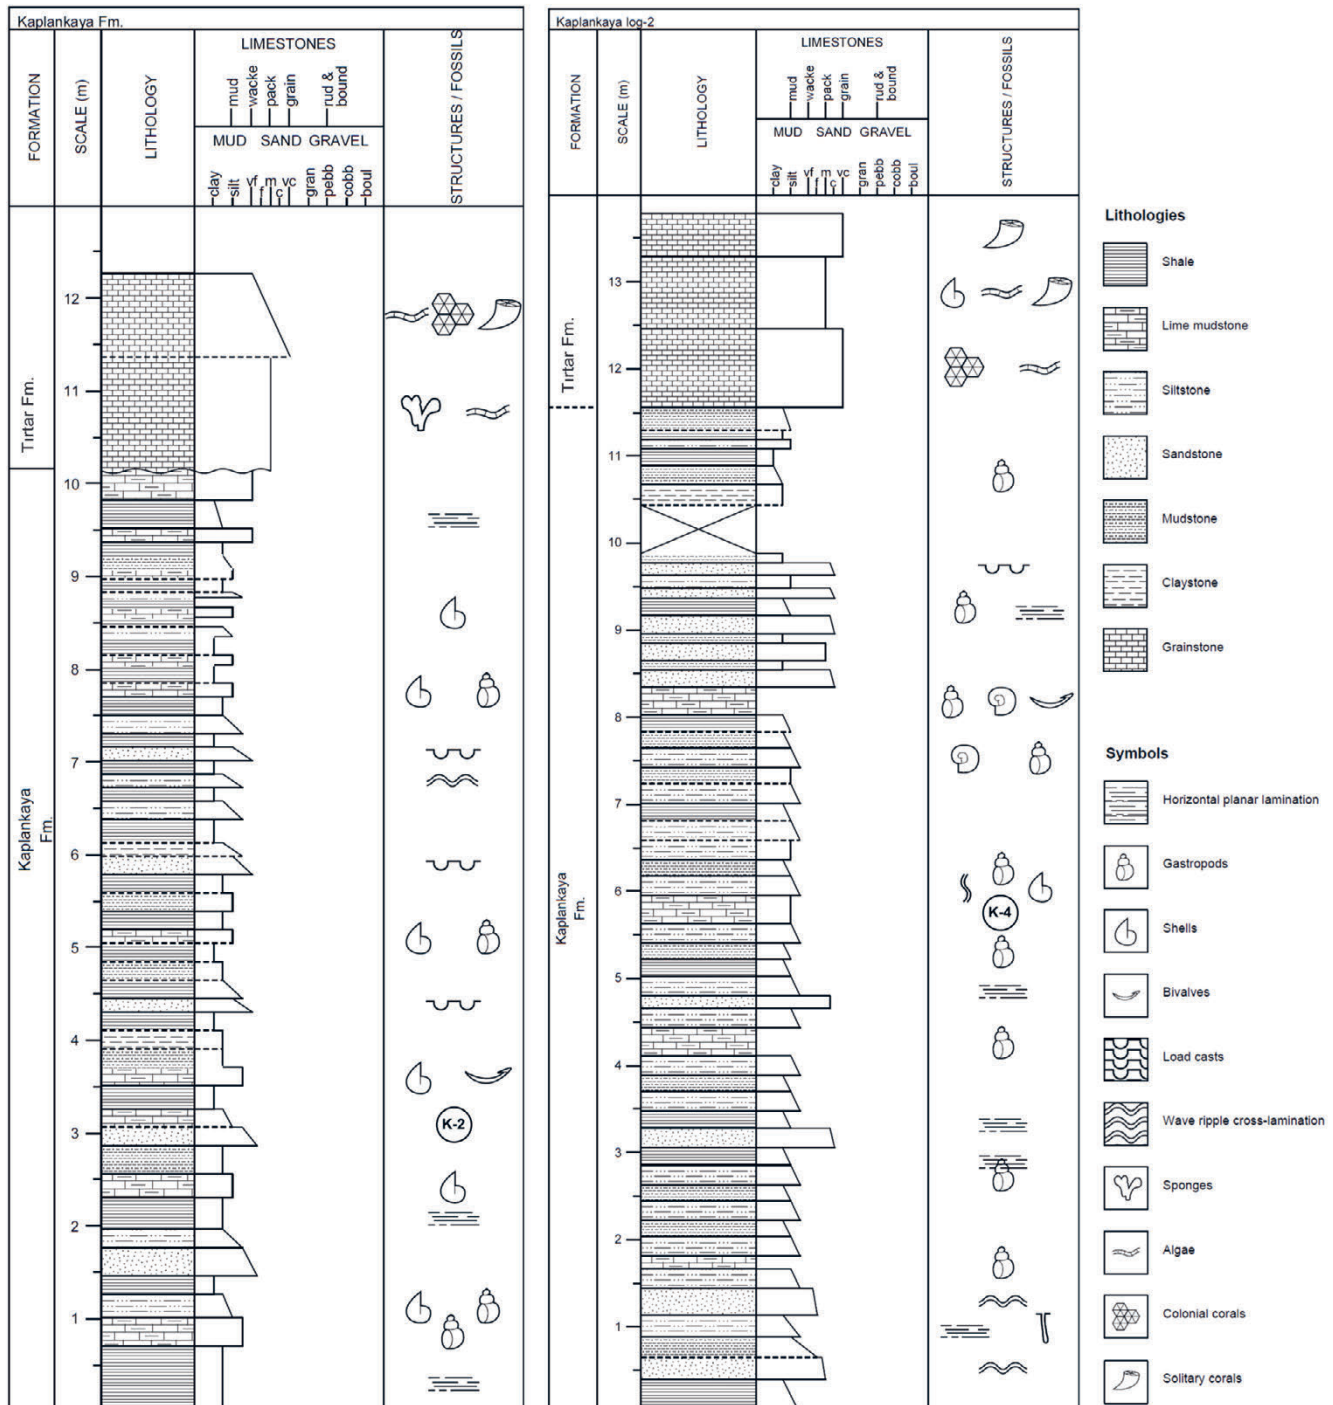 Kaplankaya Fm.
FORMATION
SCALE (m)
LITHOLOGY
LIMESTONES
mud
wacke
pack
grain
rud &
bound
MUD SAND GRAVEL
clay
silt
vf
f
m
c
vc
gran
pebb
cobb
boul
STRUCTURES / FOSSILS
Tırtar Fm.
Kaplankaya
Fm.
12
11
10
9
8
7
6
5
4
3
2
1
K-2
Kaplankaya log-2
FORMATION
SCALE (m)
LITHOLOGY
LIMESTONES
mud
wacke
pack
grain
rud &
bound
MUD SAND GRAVEL
clay
silt
vf
f
m
c
vc
gran
pebb
cobb
boul
STRUCTURES / FOSSILS
Tırtar Fm.
Kaplankaya
Fm.
13
12
11
10
9
8
7
6
5
4
3
2
1
K-4
Lithologies
Shale
Lime mudstone
Siltstone
Sandstone
Mudstone
Claystone
Grainstone
Symbols
Horizontal planar lamination
Gastropods
Shells
Bivalves
Load casts
Wave ripple cross-lamination
Sponges
Algae
Colonial corals
Solitary corals